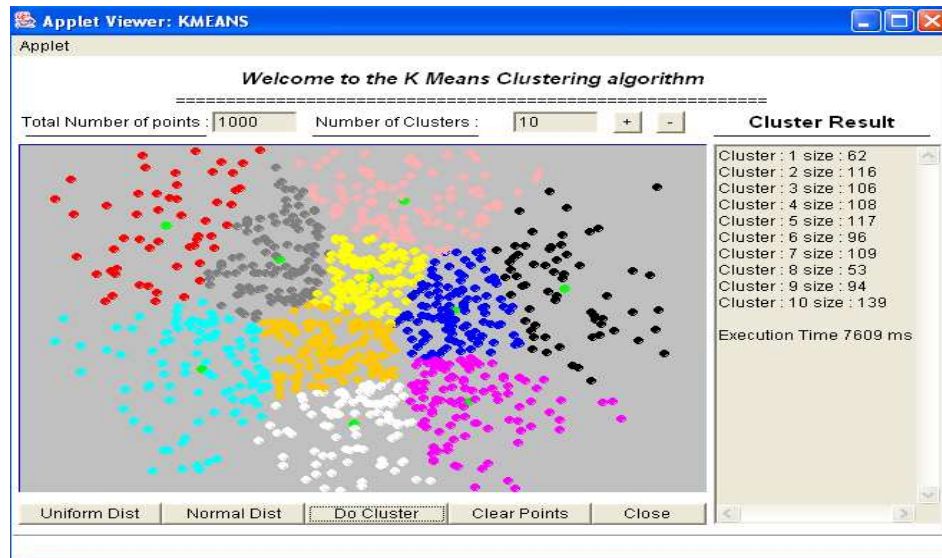 Applet Viewer: KMEANS
Applet
Welcome to the K Means Clustering algorithm
===========================================================
Total Number of points : 1000 Number of Clusters : 10 + - Cluster Result
Cluster : 1 size : 62
Cluster : 2 size : 116
Cluster : 3 size : 106
Cluster : 4 size : 108
Cluster : 5 size : 117
Cluster : 6 size : 96
Cluster : 7 size : 109
Cluster : 8 size : 53
Cluster : 9 size : 94
Cluster : 10 size : 139
Execution Time 7609 ms
Uniform Dist Normal Dist Do Cluster Clear Points Close